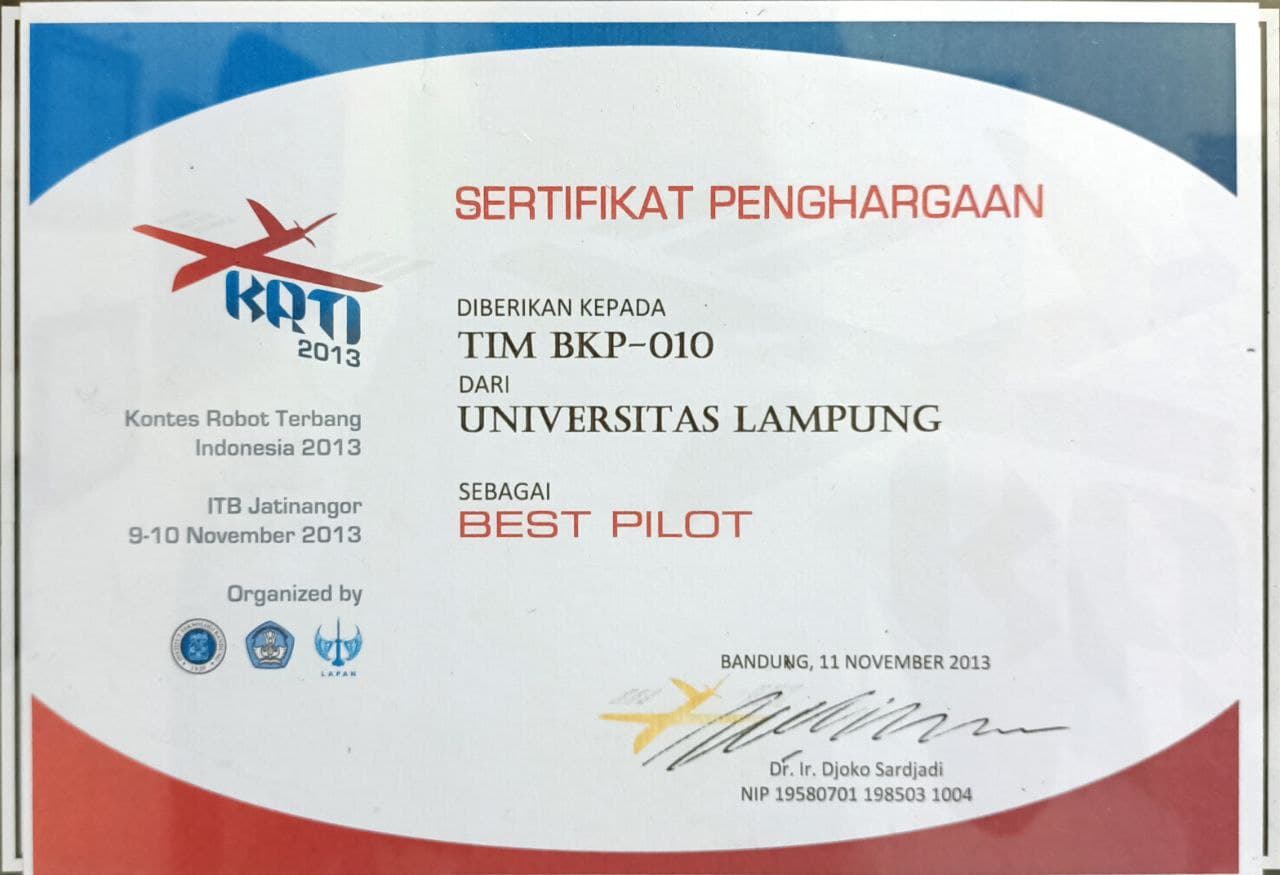 SERTIFIKAT PENGHARGAAN
KRTI
2013
DIBERIKAN KEPADA
TIM BKP-010
DARI
UNIVERSITAS LAMPUNG
Kontes Robot Terbang
Indonesia 2013
SEBAGAI
BEST PILOT
ITB Jatinangor
9-10 November 2013
Organized by
LAPAN
BANDUNG, 11 NOVEMBER 2013
Dr. Ir. Djoko Sardjadi
NIP 19580701 198503 1004